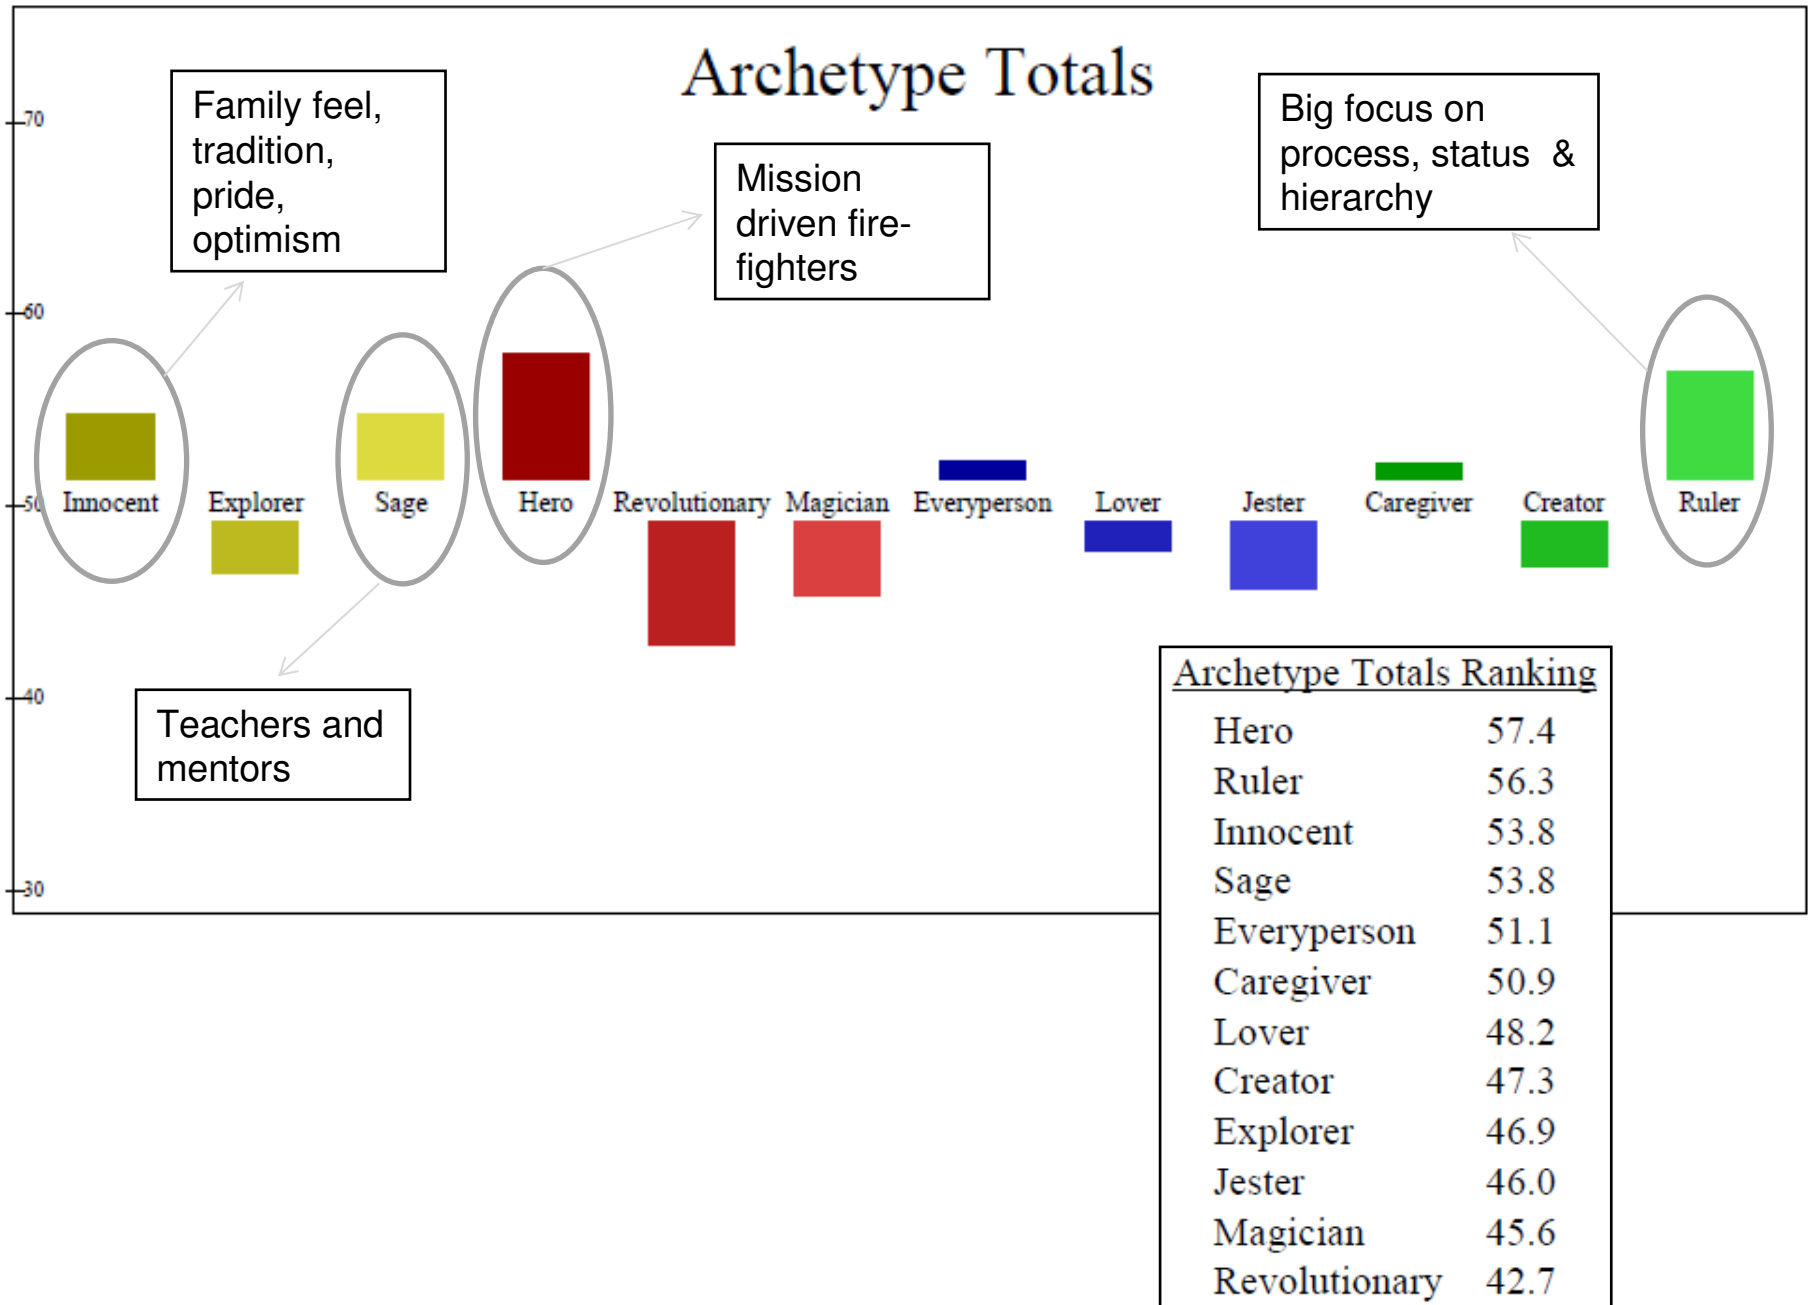 Archetype Totals
Family feel,
tradition,
pride,
optimism
Mission
driven fire-
fighters
Big focus on
process, status &
hierarchy
70
60
50
40
30
Innocent
Explorer
Sage
Hero
Revolutionary
Magician
Everyperson
Lover
Jester
Caregiver
Creator
Ruler
Teachers and
mentors
Archetype Totals Ranking
Hero 57.4
Ruler 56.3
Innocent 53.8
Sage 53.8
Everyperson 51.1
Caregiver 50.9
Lover 48.2
Creator 47.3
Explorer 46.9
Jester 46.0
Magician 45.6
Revolutionary 42.7